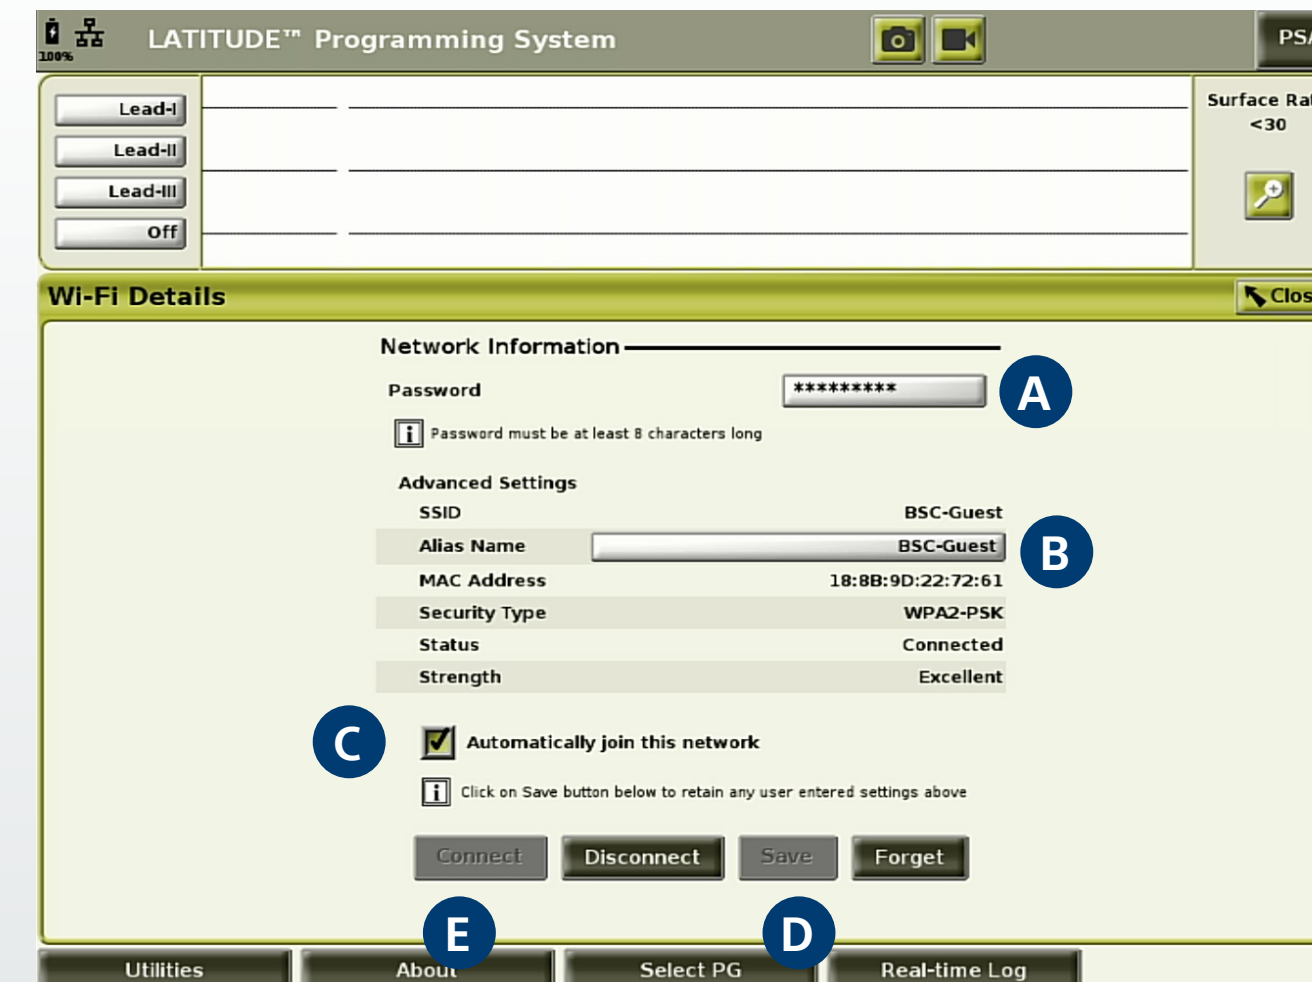 100%
LATITUDE™ Programming System
PSA
Lead-I
Lead-II
Lead-III
Off
Surface Rat
<30
Wi-Fi Details
Clos
Network Information
Password
*********
A
i
Password must be at least 8 characters long
Advanced Settings
SSID BSC-Guest
Alias Name BSC-Guest
B
MAC Address 18:8B:9D:22:72:61
Security Type WPA2-PSK
Status Connected
Strength Excellent
C
Automatically join this network
i
Click on Save button below to retain any user entered settings above
Connect Disconnect Save Forget
E D
Utilities About Select PG Real-time Log